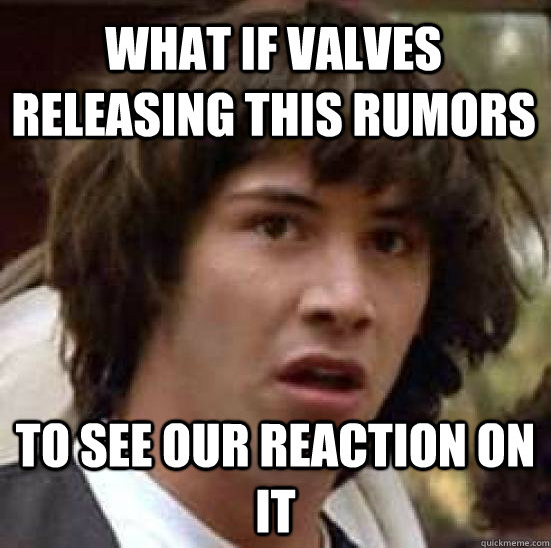 WHAT IF VALVES
RELEASING THIS RUMORS
TO SEE OUR REACTION ON
IT
quickmeme.com